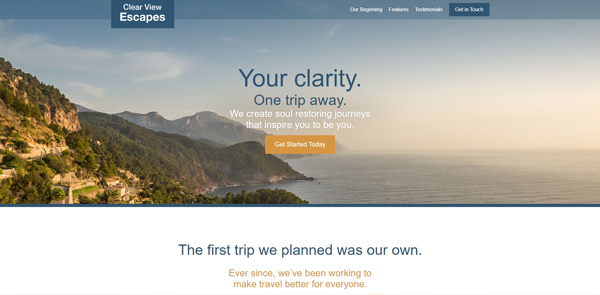 Clear View
Escapes
Our Beginning Features Testimonials Get in Touch
Your clarity.
One trip away.
We create soul restoring journeys
that inspire you to be you.
Get Started Today
The first trip we planned was our own.
Ever since, we've been working to
make travel better for everyone.